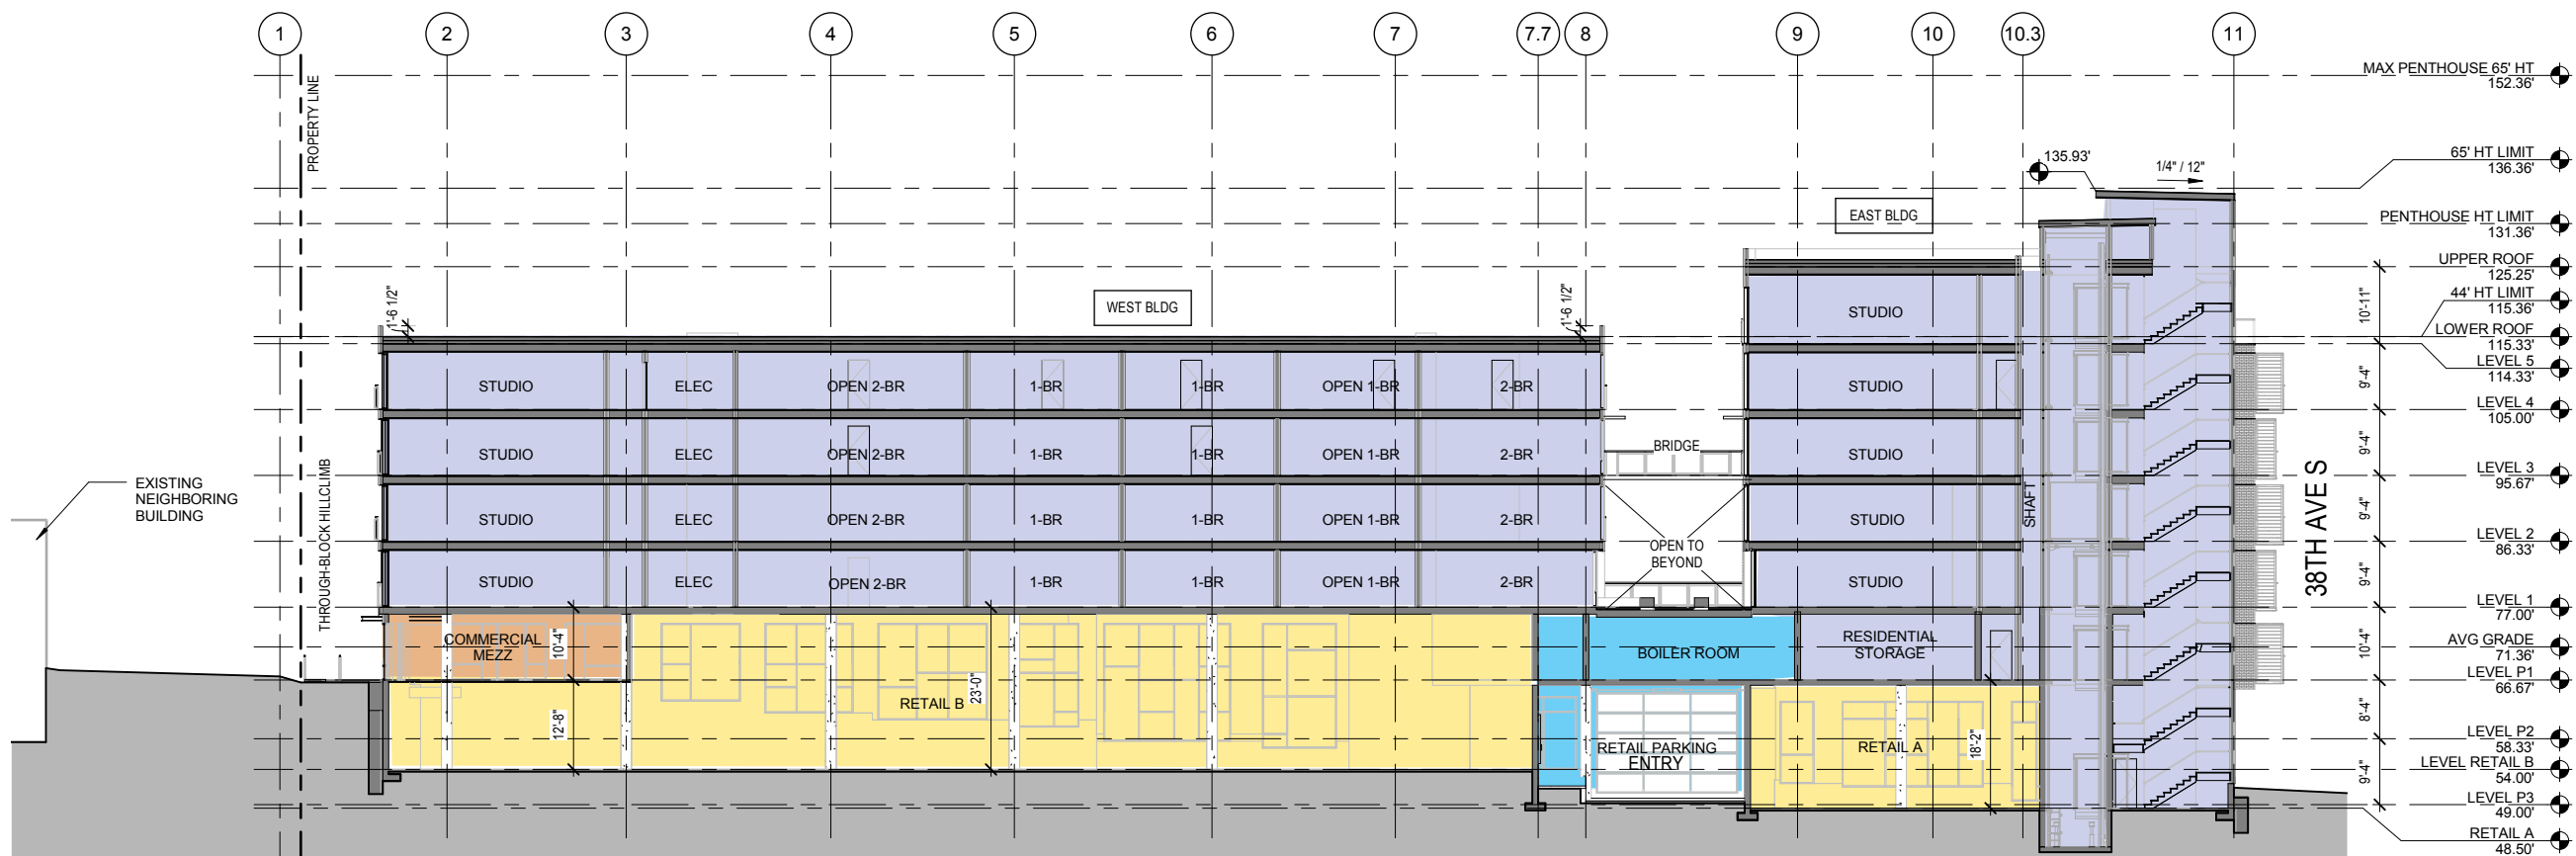 1
2
3
4
5
6
7
7.7
8
9
10
10.3
11
PROPERTY LINE
MAX PENTHOUSE 65' HT
152.36'
135.93'
1/4" / 12"
65' HT LIMIT
136.36'
EAST BLDG
PENTHOUSE HT LIMIT
131.36'
UPPER ROOF
125.25'
1'-6 1/2"
WEST BLDG
1'-6 1/2"
STUDIO
10'-11"
44' HT LIMIT
115.36'
LOWER ROOF
115.33'
LEVEL 5
114.33'
STUDIO
ELEC
OPEN 2-BR
1-BR
1-BR
OPEN 1-BR
2-BR
STUDIO
9'-4"
LEVEL 4
105.00'
STUDIO
ELEC
OPEN 2-BR
1-BR
1-BR
OPEN 1-BR
2-BR
BRIDGE
STUDIO
9'-4"
LEVEL 3
95.67'
EXISTING
NEIGHBORING
BUILDING
THROUGH-BLOCK HILLCLIMB
STUDIO
ELEC
OPEN 2-BR
1-BR
1-BR
OPEN 1-BR
2-BR
STUDIO
SHAFT
38TH AVE S
9'-4"
LEVEL 2
86.33'
OPEN TO
BEYOND
STUDIO
ELEC
OPEN 2-BR
1-BR
1-BR
OPEN 1-BR
2-BR
STUDIO
9'-4"
LEVEL 1
77.00'
COMMERCIAL
MEZZ
10'-4"
BOILER ROOM
RESIDENTIAL
STORAGE
10'-4"
AVG GRADE
71.36'
LEVEL P1
66.67'
RETAIL B
23'-0"
12'-8"
RETAIL PARKING
ENTRY
RETAIL A
18'-2"
8'-4"
LEVEL P2
58.33'
LEVEL RETAIL B
54.00'
9'-4"
LEVEL P3
49.00'
RETAIL A
48.50'